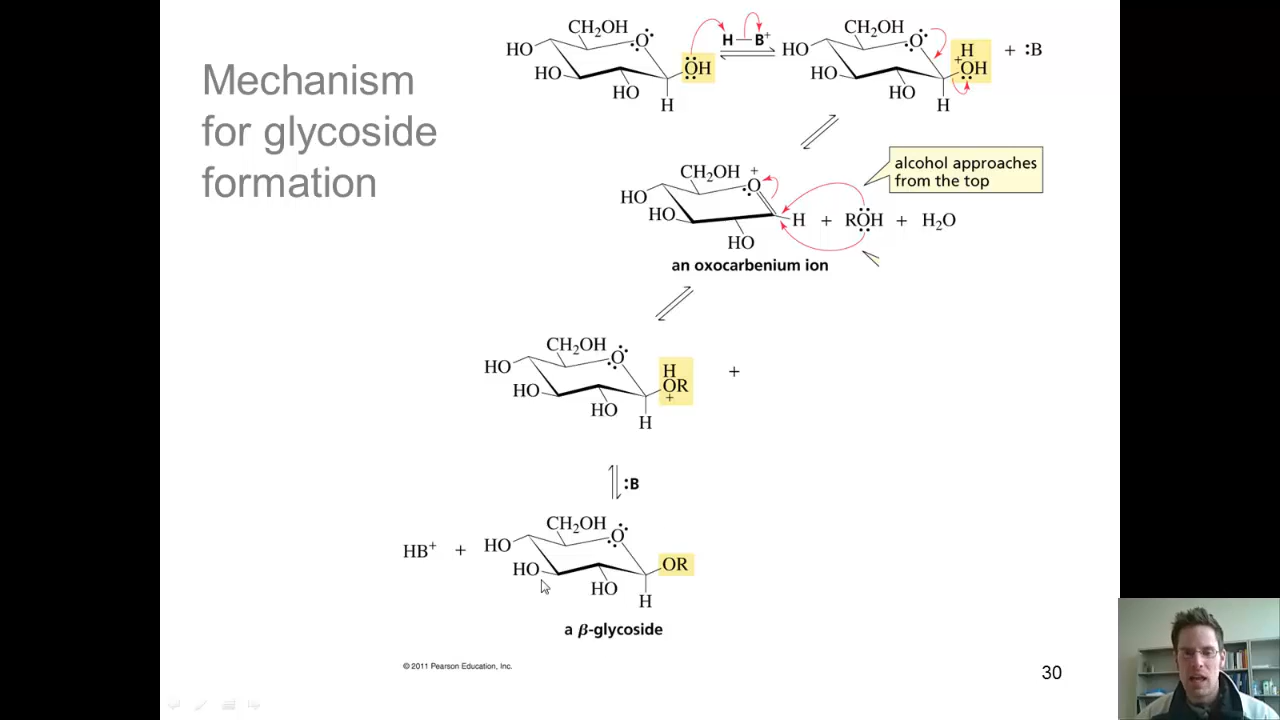 Mechanism
for glycoside
formation
CH₂OH
HO
HO
HO
O
OH
H
H—B⁺
CH₂OH
HO
HO
HO
O
H
+
OH
H
+ :B
alcohol approaches
from the top
CH₂OH
+
O
HO
HO
HO
H + ROH + H₂O
an oxocarbenium ion
CH₂OH
O
HO
HO
HO
H
OR
+
H
+
:B
HB⁺ +
CH₂OH
O
HO
HO
HO
OR
H
a β-glycoside
© 2011 Pearson Education, Inc.
30